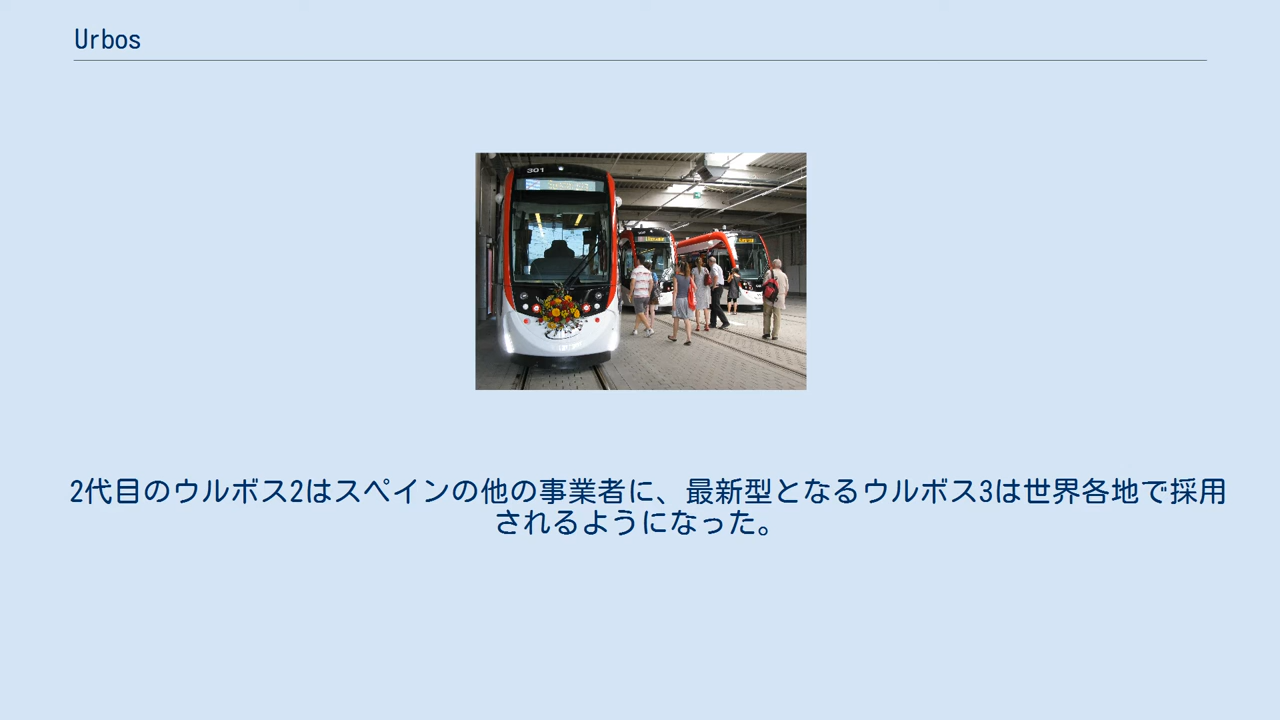 Urbos
301
2代目のウルボス2はスペインの他の事業者に、最新型となるウルボス3は世界各地で採用
されるようになった。